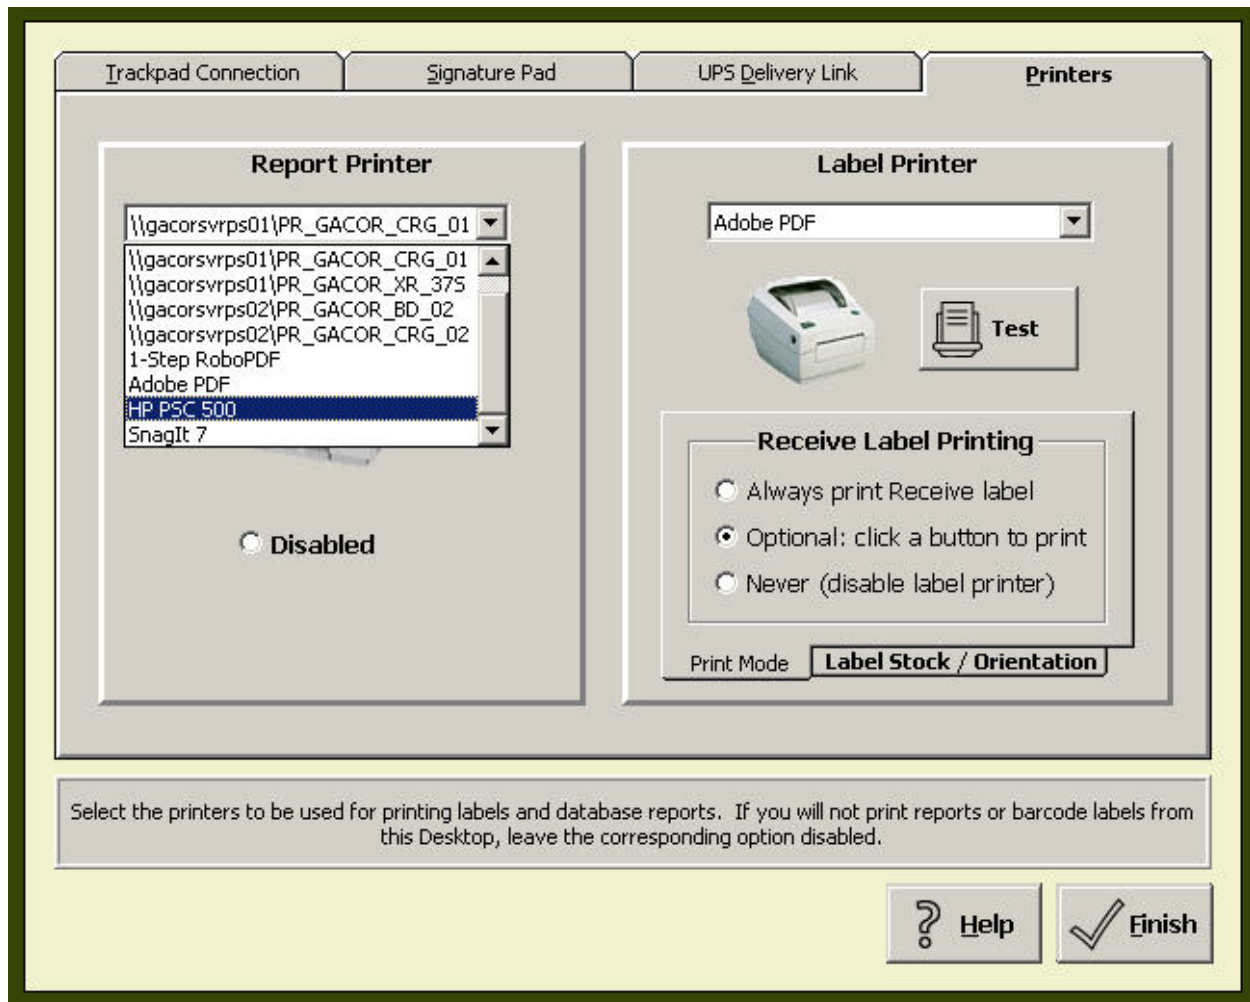 Trackpad Connection
Signature Pad
UPS Delivery Link
Printers
Report Printer
\\gacorsvrps01\PR_GACOR_CRG_01
\\gacorsvrps01\PR_GACOR_CRG_01
\\gacorsvrps01\PR_GACOR_XR_375
\\gacorsvrps02\PR_GACOR_BD_02
\\gacorsvrps02\PR_GACOR_CRG_02
1-Step RoboPDF
Adobe PDF
HP PSC 500
SnagIt 7
Disabled
Label Printer
Adobe PDF
Test
Receive Label Printing
Always print Receive label
Optional: click a button to print
Never (disable label printer)
Print Mode
Label Stock / Orientation
Select the printers to be used for printing labels and database reports.  If you will not print reports or barcode labels from
this Desktop, leave the corresponding option disabled.
Help
Finish